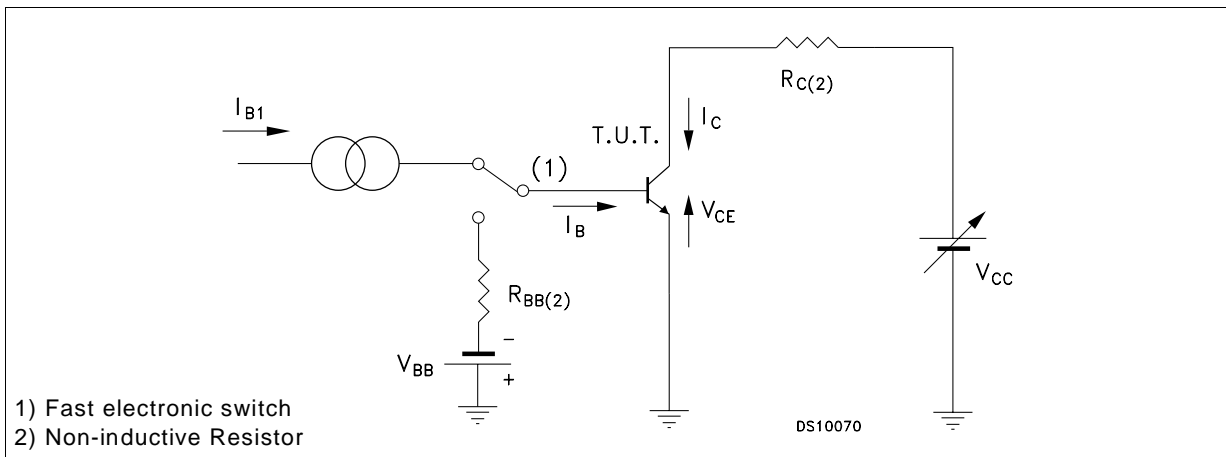 I_B1
R_C(2)
I_C
T.U.T.
(1)
I_B
V_CE
V_CC
R_BB(2)
V_BB
-
+
1) Fast electronic switch
2) Non-inductive Resistor
DS10070